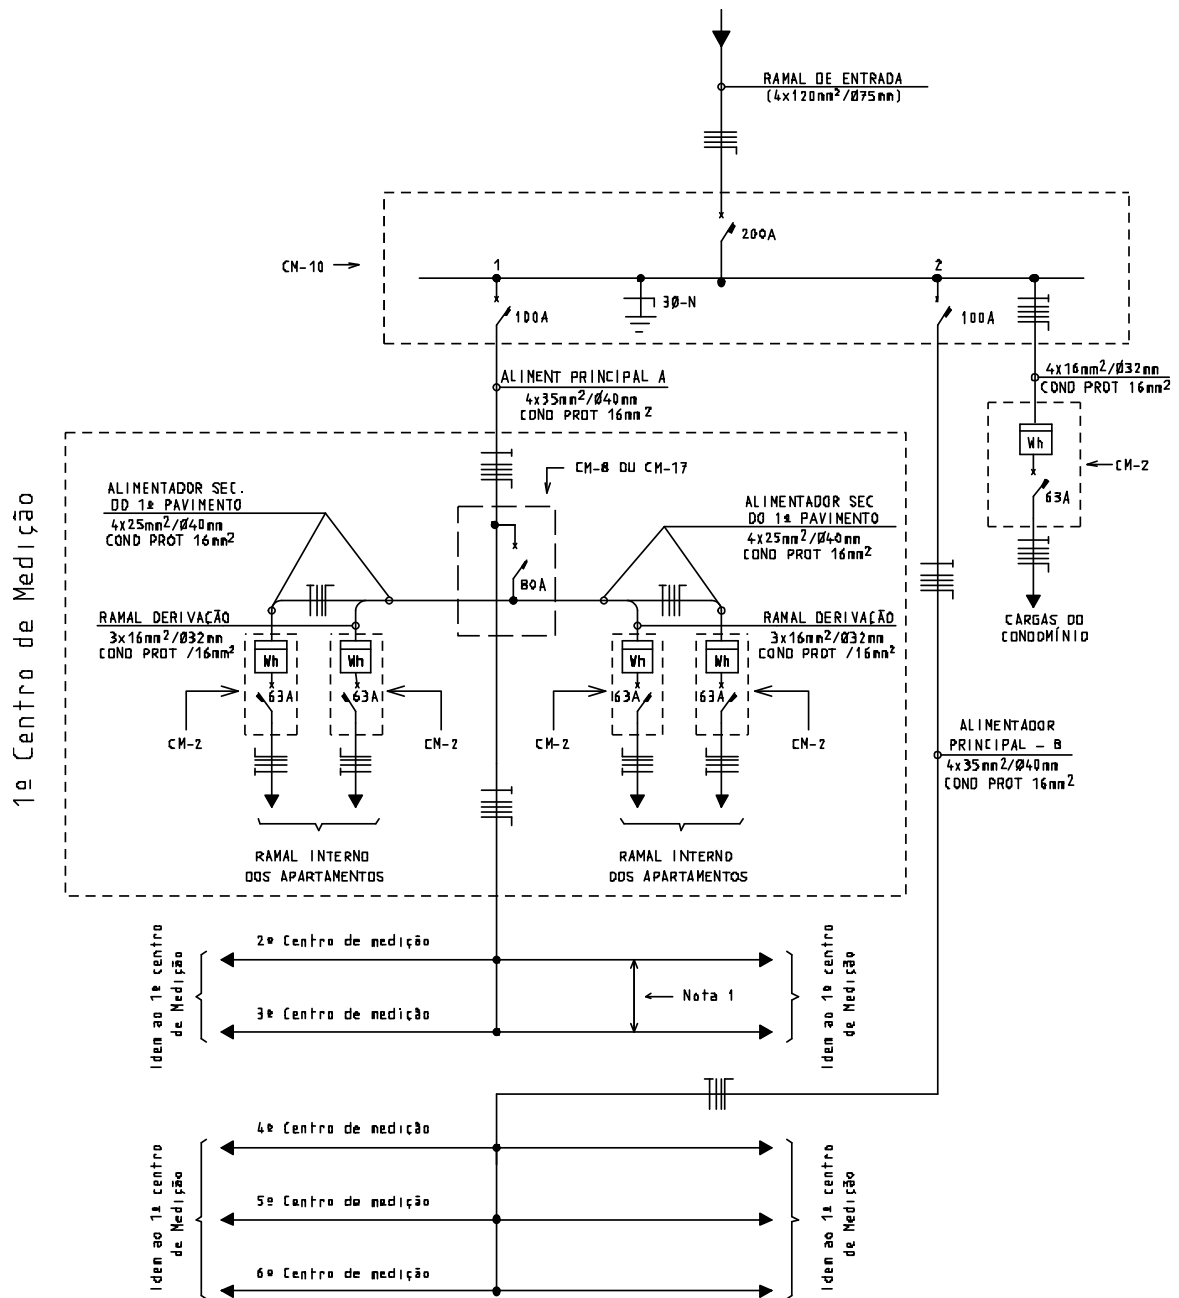 RAMAL DE ENTRADA
(4x120mm²/Ø75mm)
200A
CM-10
1
2
3Ø-N
100A
100A
ALIMENT PRINCIPAL A
4x35mm²/Ø40mm
COND PROT 16mm²
4x16mm²/Ø32mm
COND PROT 16mm²
Wh
CM-2
63A
CARGAS DO
CONDOMÍNIO
1º Centro de Medição
CM-8 OU CM-17
ALIMENTADOR SEC.
DO 1º PAVIMENTO
4x25mm²/Ø40mm
COND PROT 16mm²
ALIMENTADOR SEC
DO 1º PAVIMENTO
4x25mm²/Ø40mm
COND PROT 16mm²
80A
RAMAL DERIVAÇÃO
3x16mm²/Ø32mm
COND PROT /16mm²
RAMAL DERIVAÇÃO
3x16mm²/Ø32mm
COND PROT /16mm²
Wh
Wh
Wh
Wh
63A
63A
63A
63A
CM-2
CM-2
CM-2
CM-2
ALIMENTADOR
PRINCIPAL - B
4x35mm²/Ø40mm
COND PROT 16mm²
RAMAL INTERNO
DOS APARTAMENTOS
RAMAL INTERNO
DOS APARTAMENTOS
2º Centro de medição
3º Centro de medição
Nota 1
Idem ao 1º centro
de Medição
Idem ao 1º centro
de Medição
4º Centro de medição
5º Centro de medição
6º Centro de medição
Idem ao 1º centro
de Medição
Idem ao 1º centro
de Medição